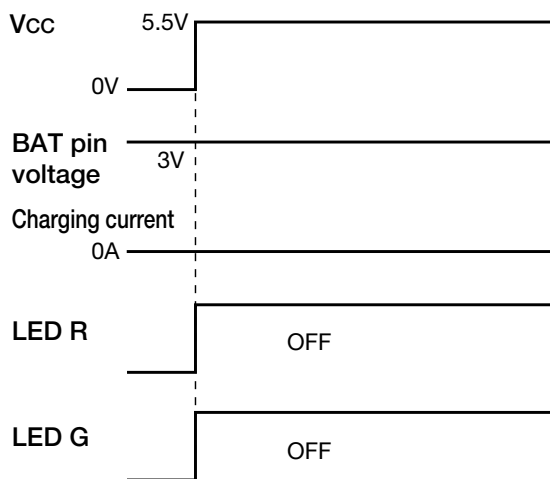 Vcc
5.5V
0V
BAT pin
voltage
3V
Charging current
0A
LED R
OFF
LED G
OFF